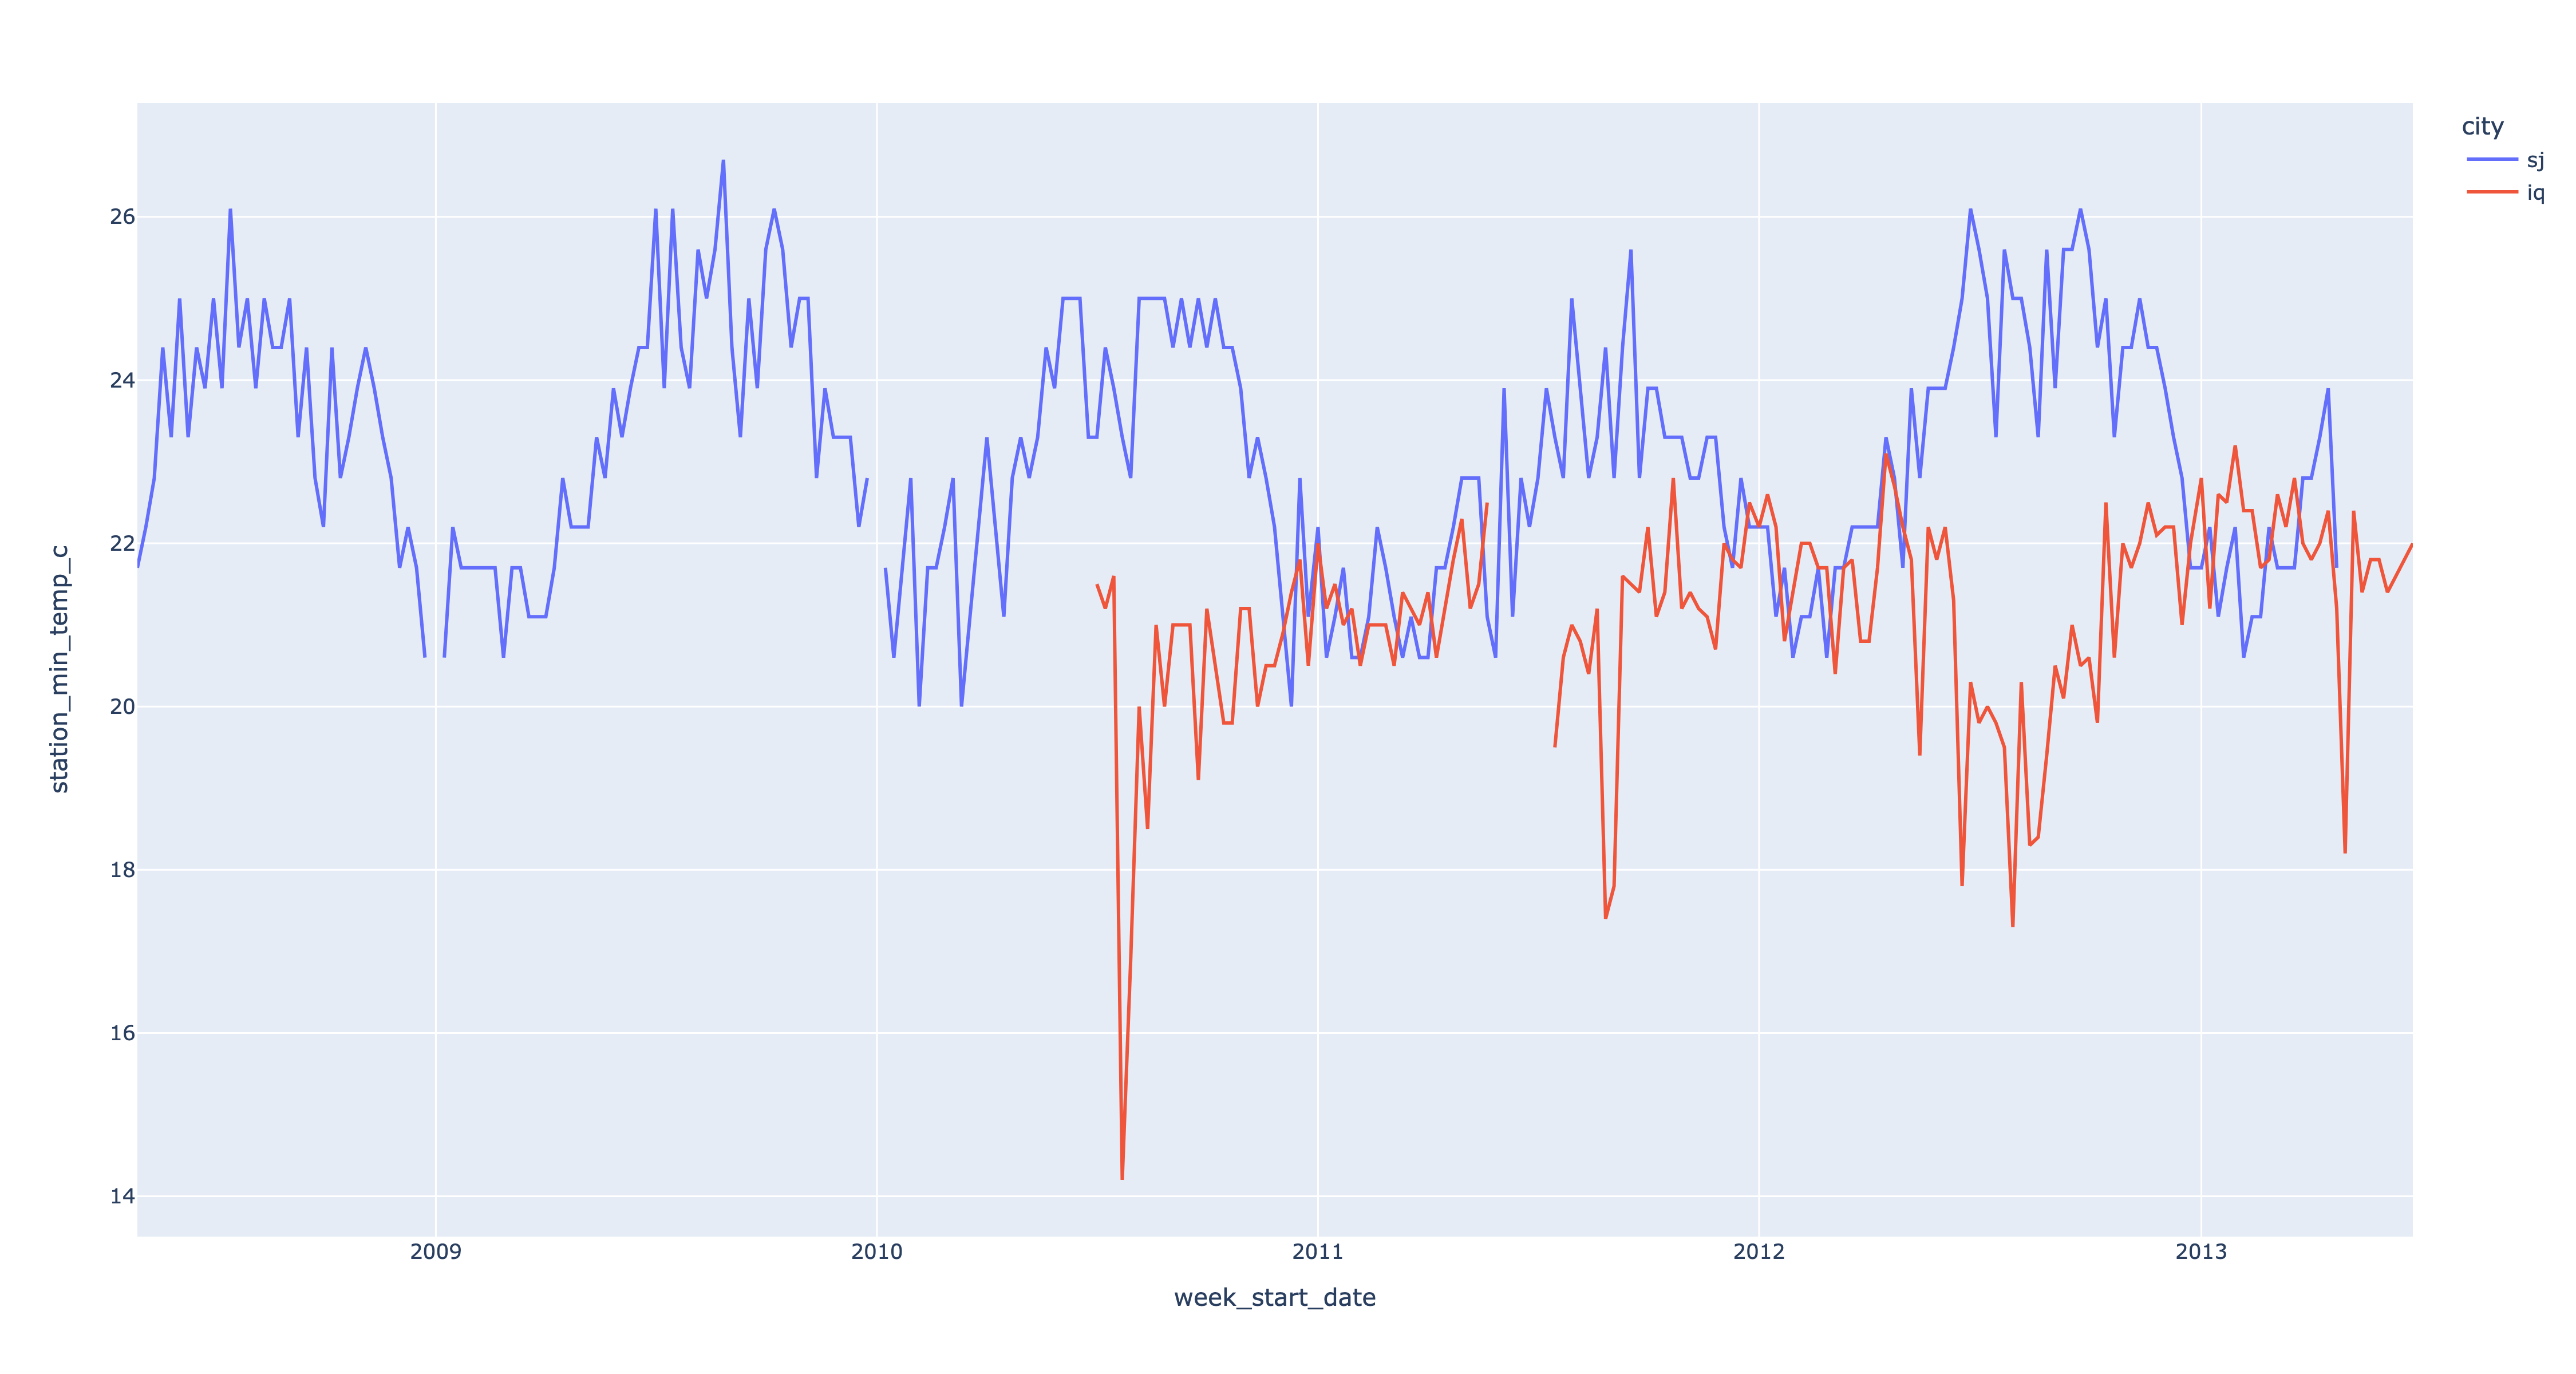 city
sj
iq
26
24
22
20
18
16
14
station_min_temp_c
2009
2010
2011
2012
2013
week_start_date